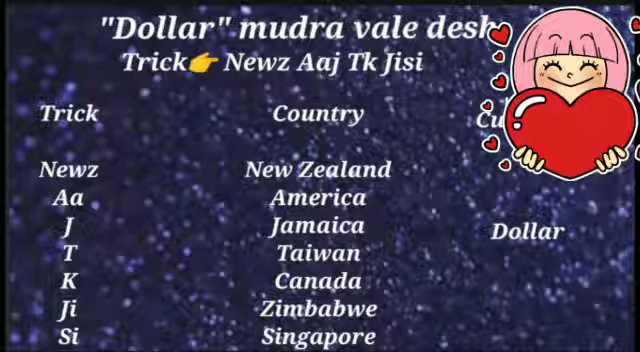 "Dollar" mudra vale desh
Trick👉 Newz Aaj Tk Jisi
Trick Country
Newz New Zealand
Aa America
J Jamaica Dollar
T Taiwan
K Canada
Ji Zimbabwe
Si Singapore